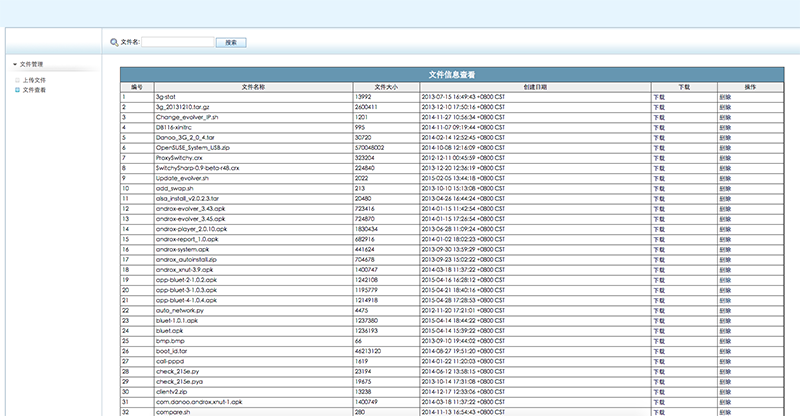 文件名: 搜索
文件管理
上传文件
文件查看
文件信息查看
编号 文件名称 文件大小 创建日期 下载 操作
1 3g-stat 13992 2013-07-15 16:49:43 +0800 CST 下载 删除
2 3g_20131210.tar.gz 2600411 2013-12-10 17:50:16 +0800 CST 下载 删除
3 Change_evolver_IP.sh 1201 2014-11-27 10:56:34 +0800 CST 下载 删除
4 D8116-xinitrc 995 2014-11-07 09:19:44 +0800 CST 下载 删除
5 Danoo_3G_2_0_4.tar 30720 2014-02-14 12:52:45 +0800 CST 下载 删除
6 OpenSUSE_System_USB.zip 570048002 2014-10-08 12:16:09 +0800 CST 下载 删除
7 ProxySwitchy.crx 323204 2012-12-11 00:45:59 +0800 CST 下载 删除
8 SwitchySharp-0.9-beta-r48.crx 224840 2013-12-20 12:36:19 +0800 CST 下载 删除
9 Update_evolver.sh 2022 2015-02-05 13:44:18 +0800 CST 下载 删除
10 add_swap.sh 213 2013-10-10 15:13:08 +0800 CST 下载 删除
11 alsa_install_v2.0.2.3.tar 20480 2013-04-26 16:44:24 +0800 CST 下载 删除
12 androx-evolver_3.43.apk 723416 2014-01-15 11:42:54 +0800 CST 下载 删除
13 androx-evolver_3.45.apk 724870 2014-01-15 17:26:54 +0800 CST 下载 删除
14 androx-player_2.0.10.apk 1830434 2013-06-28 11:09:24 +0800 CST 下载 删除
15 androx-report_1.0.apk 682916 2014-01-02 18:02:23 +0800 CST 下载 删除
16 androx-system.apk 441624 2013-09-30 13:59:29 +0800 CST 下载 删除
17 androx_autoinstall.zip 704678 2013-09-23 15:02:22 +0800 CST 下载 删除
18 androx_xnut-3.9.apk 1400747 2014-03-18 11:37:22 +0800 CST 下载 删除
19 app-bluet-2-1.0.2.apk 1242108 2015-04-16 16:28:12 +0800 CST 下载 删除
20 app-bluet-3-1.0.3.apk 1195779 2015-04-21 18:40:16 +0800 CST 下载 删除
21 app-bluet-4-1.0.4.apk 1214918 2015-04-28 17:28:53 +0800 CST 下载 删除
22 auto_network.py 4475 2012-11-20 17:21:01 +0800 CST 下载 删除
23 bluet-1.0.1.apk 1237380 2015-04-14 18:44:22 +0800 CST 下载 删除
24 bluet.apk 1236193 2015-04-14 15:39:22 +0800 CST 下载 删除
25 bmp.bmp 66 2013-09-10 19:44:02 +0800 CST 下载 删除
26 boot_id.tar 46213120 2014-08-27 19:51:20 +0800 CST 下载 删除
27 call-pppd 1619 2014-01-22 11:20:03 +0800 CST 下载 删除
28 check_215e.py 23194 2014-06-12 13:58:15 +0800 CST 下载 删除
29 check_215e.pya 19675 2013-10-14 17:31:08 +0800 CST 下载 删除
30 clientv2.zip 13238 2014-12-17 12:33:06 +0800 CST 下载 删除
31 com.danoo.androx.xnut-1.apk 1400749 2014-03-18 11:37:22 +0800 CST 下载 删除
32 compare.sh 280 2014-11-13 16:54:43 +0800 CST 下载 删除